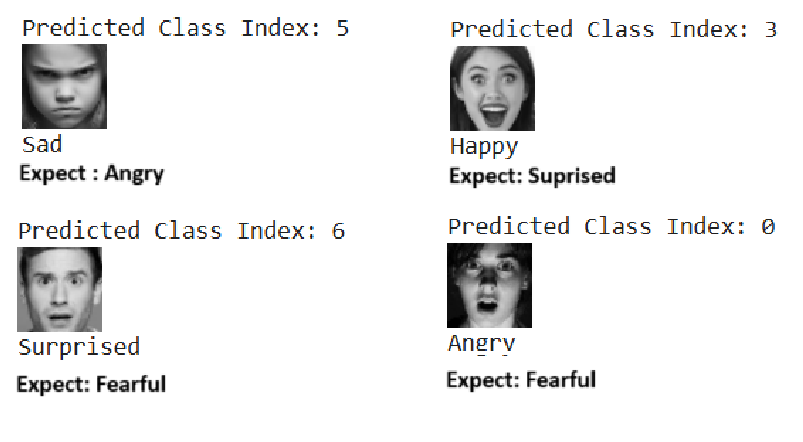 Predicted Class Index: 5
Sad
Expect : Angry
Predicted Class Index: 3
Happy
Expect: Suprised
Predicted Class Index: 6
Surprised
Expect: Fearful
Predicted Class Index: 0
Angry
Expect: Fearful